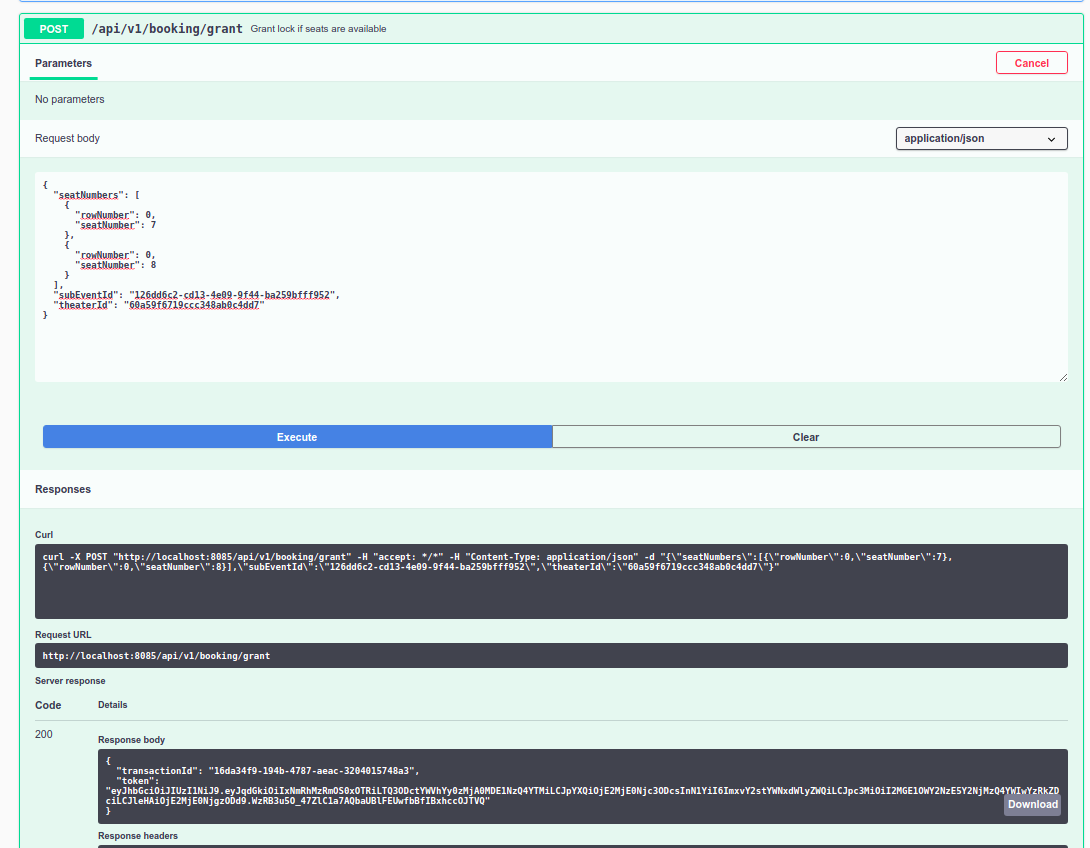 POST /api/v1/booking/grant Grant lock if seats are available
Parameters
Cancel
No parameters
Request body
application/json
{
"seatNumbers": [
{
"rowNumber": 0,
"seatNumber": 7
},
{
"rowNumber": 0,
"seatNumber": 8
}
],
"subEventId": "126dd6c2-cd13-4e09-9f44-ba259bfff952",
"theaterId": "60a59f6719ccc348ab0c4dd7"
}
Execute
Clear
Responses
Curl
curl -X POST "http://localhost:8085/api/v1/booking/grant" -H "accept: */*" -H "Content-Type: application/json" -d "{\"seatNumbers\":[{\"rowNumber\":0,\"seatNumber\":7},
{\"rowNumber\":0,\"seatNumber\":8}],\"subEventId\":\"126dd6c2-cd13-4e09-9f44-ba259bfff952\",\"theaterId\":\"60a59f6719ccc348ab0c4dd7\"}"
Request URL
http://localhost:8085/api/v1/booking/grant
Server response
Code Details
200
Response body
{
"transactionId": "16da34f9-194b-4787-aeac-3204015748a3",
"token":
"eyJhbGciOiJIUzI1NiJ9.eyJqdGkiOiIxNmRhMzRmOS0xOTRiLTQ3ODctYWVhYy0zMjA0MDE1NzQ4YTMiLCJpYXQiOjE2MjE0Njc3ODcsInN1YiI6ImxvY2stYWNxdWlyZWQiLCJpc3MiOiI2MGE1OWY2NzE5Y2NjMzQ4YWIwYzRkZD
ciLCJleHAiOjE2MjE0NjgzODd9.WzRB3u5O_47ZlC1a7AQbaUBlFEUwfbBfIBxhccOJTVQ"
}
Download
Response headers